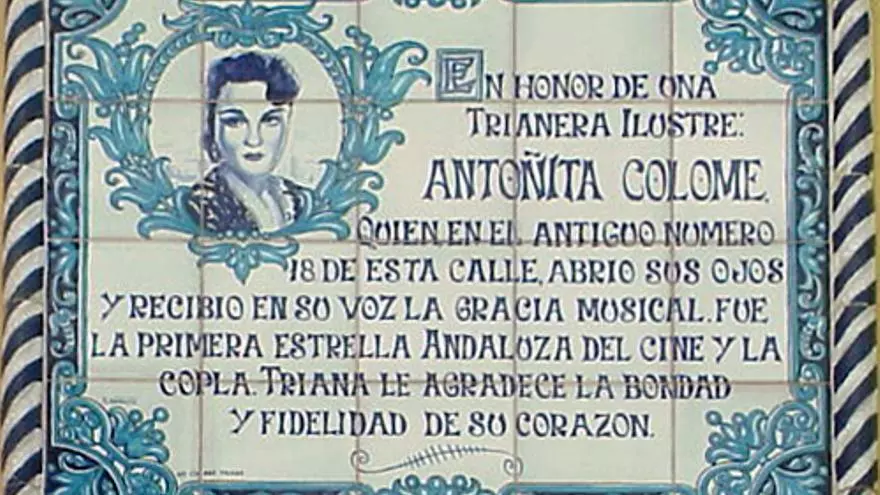 EN HONOR DE UNA
TRIANERA ILUSTRE:
ANTOÑITA COLOME,
QUIEN EN EL ANTIGUO NUMERO
18 DE ESTA CALLE, ABRIO SUS OJOS
Y RECIBIO EN SU VOZ LA GRACIA MUSICAL. FUE
LA PRIMERA ESTRELLA ANDALUZA DEL CINE Y LA
COPLA. TRIANA LE AGRADECE LA BONDAD
Y FIDELIDAD DE SU CORAZON.